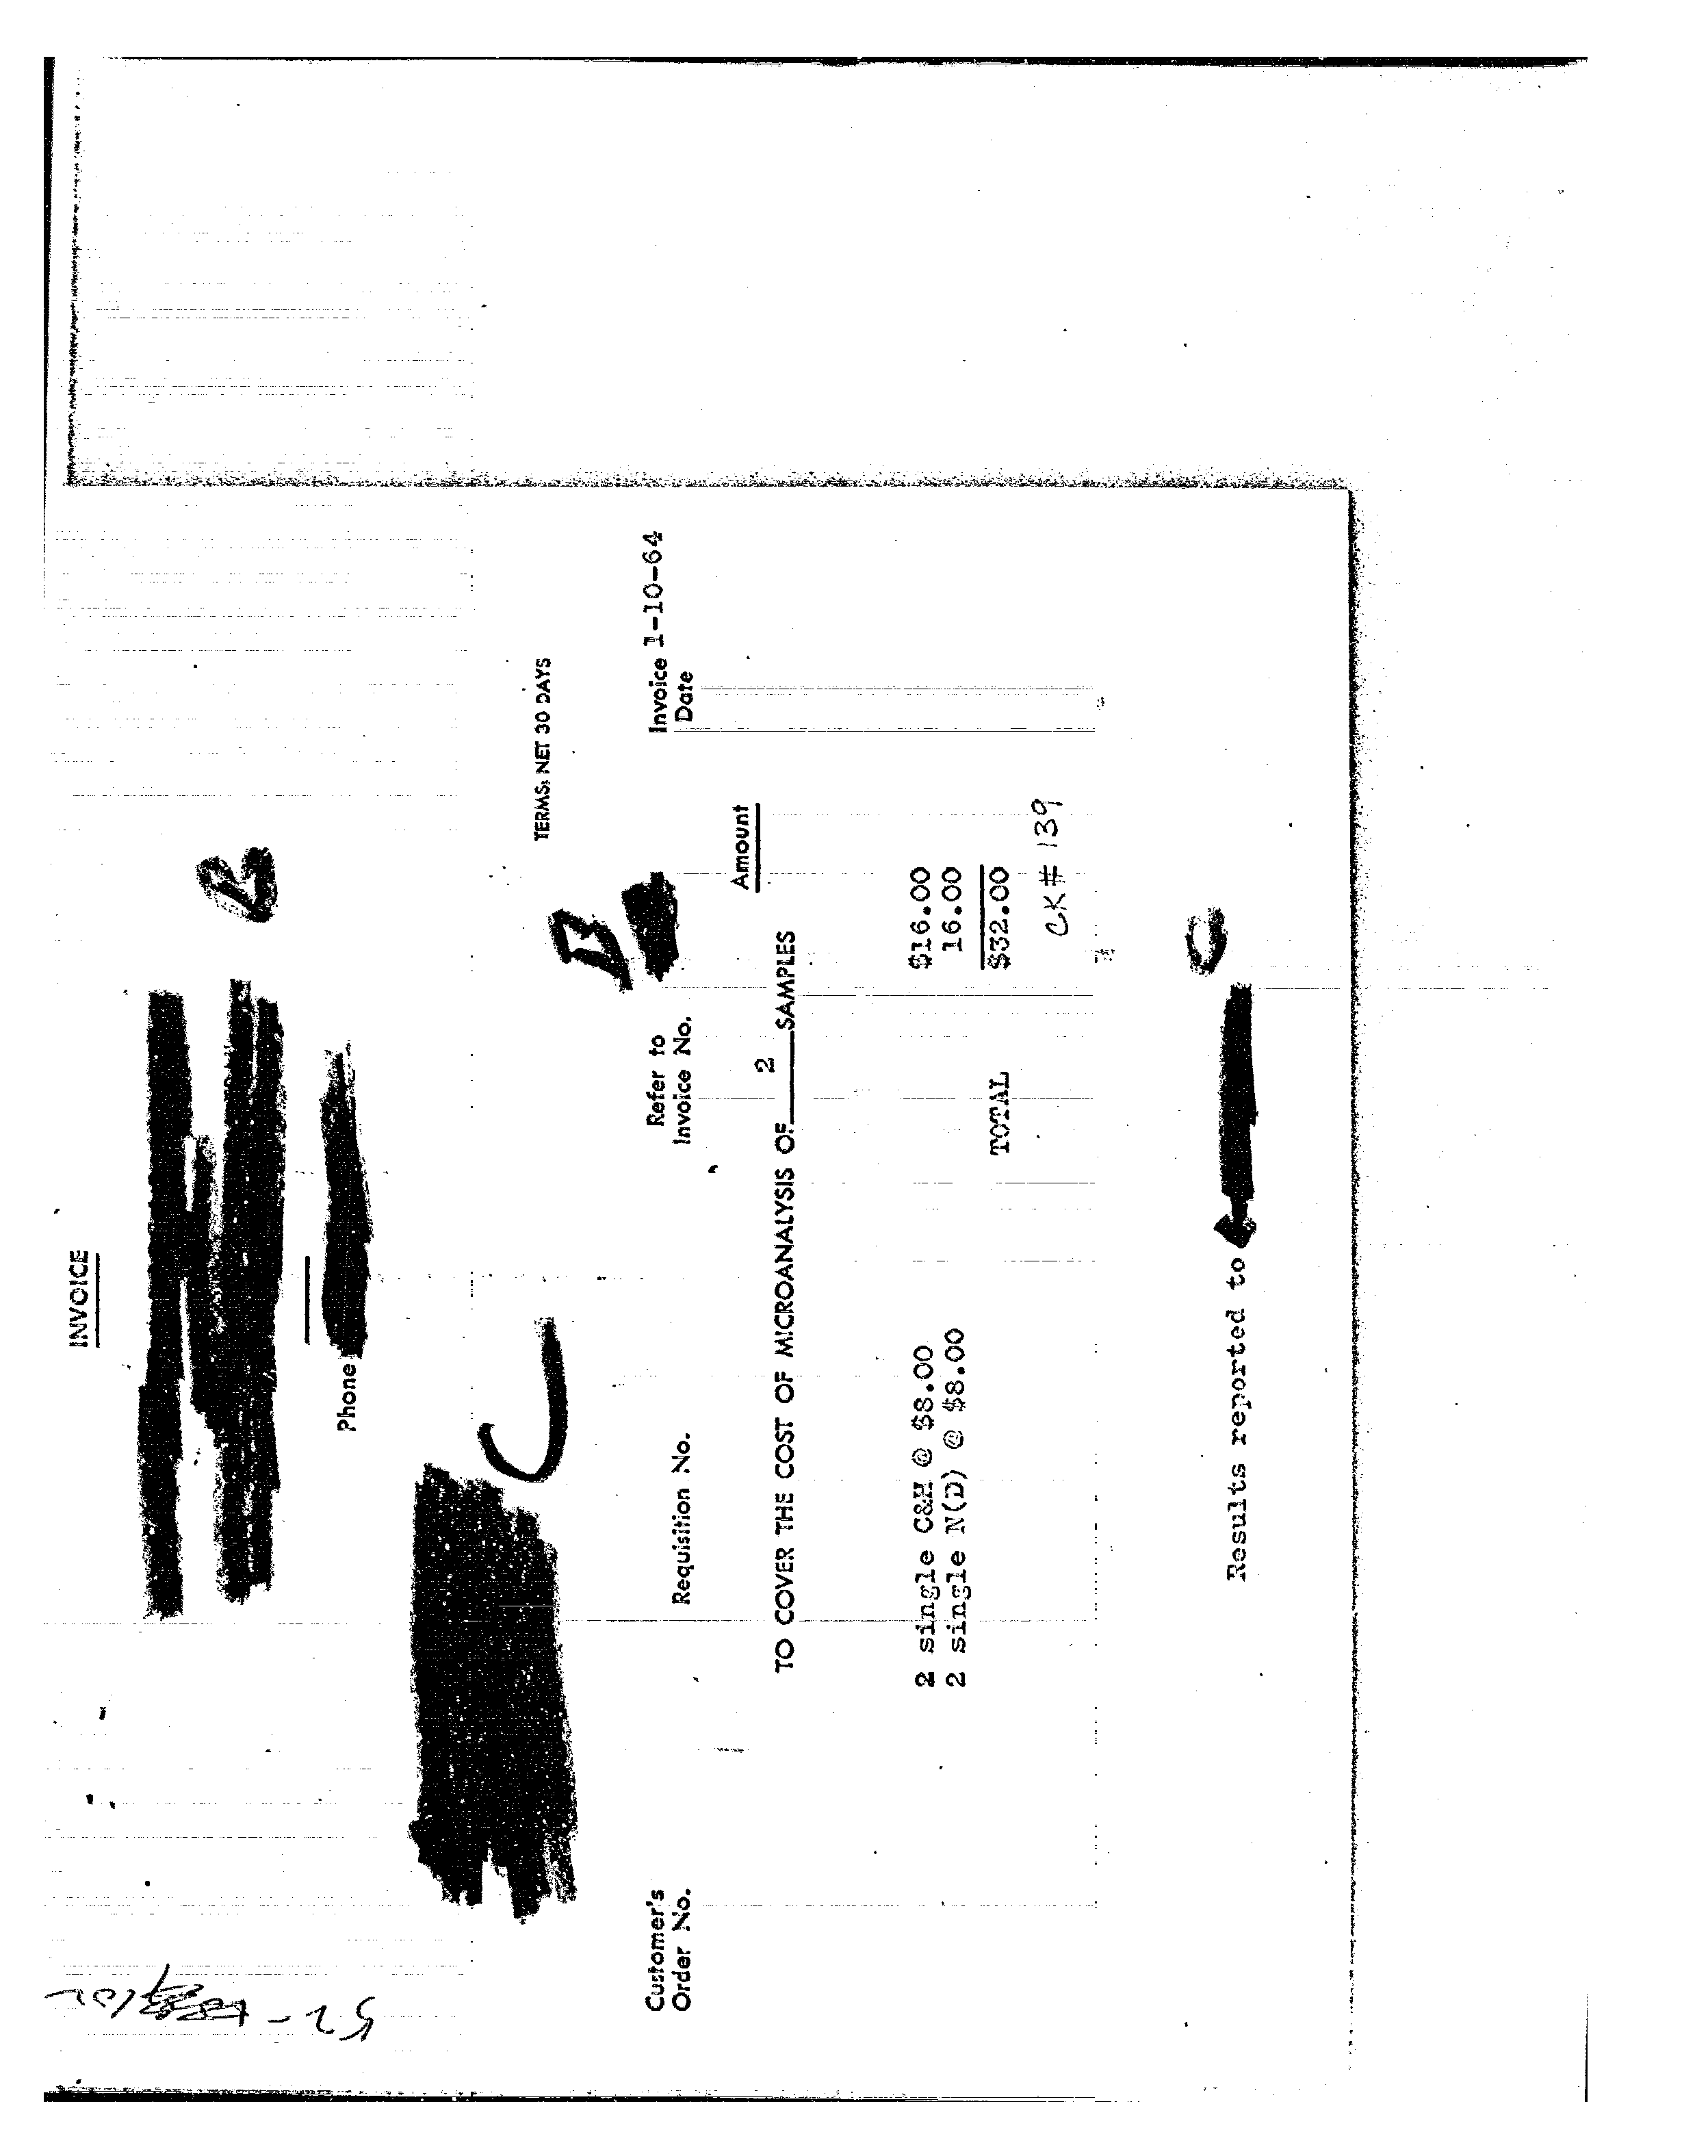 INVOICE
Phone
TERMS: NET 30 DAYS
Customer's Order No.
Requisition No.
Refer to Invoice No.
Invoice Date 1-10-64
Amount
TO COVER THE COST OF MICROANALYSIS OF 2 SAMPLES
2 single C&H @ $8.00 $16.00
2 single N(D) @ $8.00 16.00
TOTAL $32.00
CK# 139
Results reported to